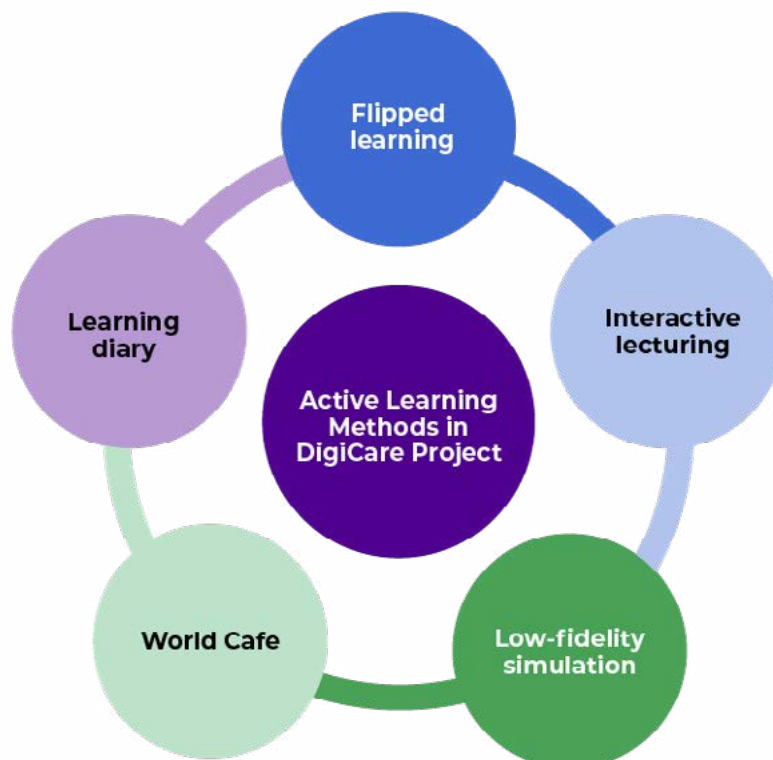 Flipped
learning
Interactive
lecturing
Learning
diary
Active Learning
Methods in
DigiCare Project
World Cafe
Low-fidelity
simulation